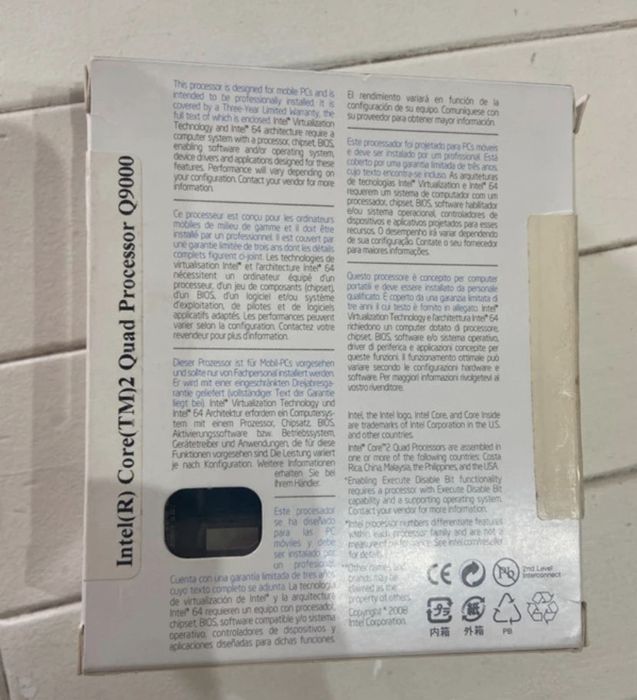 Intel(R) Core(TM)2 Quad Processor Q9000
This processor is designed for mobile PCs and is
intended to be professionally installed. It is
covered by a Three-Year Limited Warranty, the
full text of which is enclosed. Intel® Virtualization
Technology and Intel® 64 architecture require a
computer system with a processor, chipset, BIOS,
enabling software and/or operating system,
device drivers and applications designed for these
features. Performance will vary depending on
your configuration. Contact your vendor for more
information.
Ce processeur est conçu pour les ordinateurs
mobiles de milieu de gamme et il doit être
installé par un professionnel. Il est couvert par
une garantie limitée de trois ans dont les détails
complets figurent ci-joint. Les technologies de
virtualisation Intel® et l'architecture Intel® 64
nécessitent un ordinateur équipé d'un
processeur, d'un jeu de composants (chipset),
d'un BIOS, d'un logiciel et/ou système
d'exploitation, de pilotes et de logiciels
applicatifs adaptés. Les performances peuvent
varier selon la configuration. Contactez votre
revendeur pour plus d'information.
Dieser Prozessor ist für Mobil-PCs vorgesehen
und sollte nur von Fachpersonal installiert werden.
Er wird mit einer eingeschränkten Dreijahresga-
rantie geliefert (vollständiger Text der Garantie
liegt bei). Intel® Virtualization Technology und
Intel® 64 Architektur erfordern ein Computersys-
tem mit einem Prozessor, Chipsatz, BIOS,
Aktivierungssoftware bzw. Betriebssystem,
Gerätetreiber und Anwendungen, die für diese
Funktionen vorgesehen sind. Die Leistung variiert
je nach Konfiguration. Weitere Informationen
erhalten Sie bei
Ihrem Händler.
Este procesador
se ha diseñado
para las PC
móviles y debe
ser instalado por
un profesional.
Cuenta con una garantía limitada de tres años
cuyo texto completo se adjunta. La tecnología
de virtualización de Intel® y la arquitectura
Intel® 64 requieren un equipo con procesador,
chipset, BIOS, software compatible y/o sistema
operativo, controladores de dispositivos y
aplicaciones diseñadas para dichas funciones.
El rendimiento variará en función de la
configuración de su equipo. Comuníquese con
su proveedor para obtener mayor información.
Este processador foi projetado para PCs móveis
e deve ser instalado por um profissional. Está
coberto por uma garantia limitada de três anos,
cujo texto encontra-se incluso. As arquiteturas
de tecnologias Intel® Virtualization e Intel® 64
requerem um sistema de computador com um
processador, chipset, BIOS, software habilitador
e/ou sistema operacional, controladores de
dispositivos e aplicativos projetados para esses
recursos. O desempenho irá variar dependendo
de sua configuração. Contate o seu fornecedor
para maiores informações.
Questo processore è concepito per computer
portatili e deve essere installato da personale
qualificato. È coperto da una garanzia limitata di
tre anni il cui testo è fornito in allegato. Intel®
Virtualization Technology e l'architettura Intel® 64
richiedono un computer dotato di processore,
chipset, BIOS, software e/o sistema operativo,
driver di periferica e applicazioni concepite per
queste funzioni. Il funzionamento ottimale può
variare secondo le configurazioni hardware e
software. Per maggiori informazioni rivolgetevi al
vostro rivenditore.
Intel, the Intel logo, Intel Core, and Core Inside
are trademarks of Intel Corporation in the U.S.
and other countries.
Intel® Core™2 Quad Processors are assembled in
one or more of the following countries: Costa
Rica, China, Malaysia, the Philippines, and the USA.
*Enabling Execute Disable Bit functionality
requires a processor with Execute Disable Bit
capability and a supporting operating system.
Contact your vendor for more information.
*Intel processor numbers differentiate features
within each processor family and are not a
measurement of performance. See
for details.
**Other names and
brands may be
claimed as the
property of others.
Copyright © 2008
Intel Corporation.
CE
Pb
2nd Level
Interconnect
プラ
紙
内箱
外箱
PB